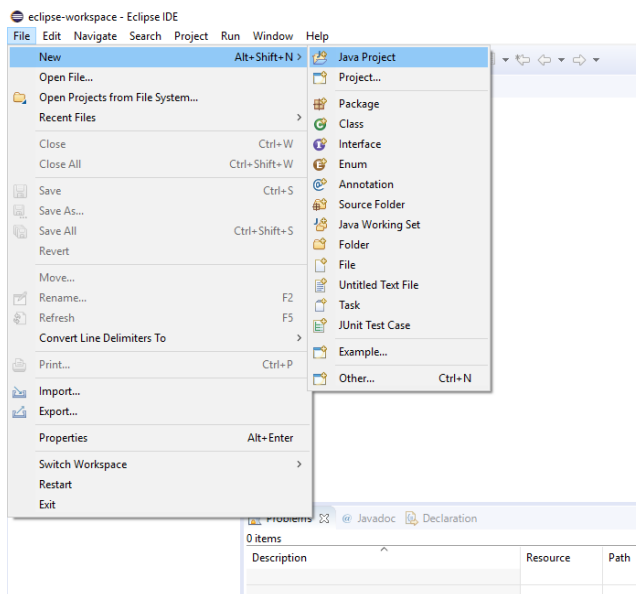 eclipse-workspace - Eclipse IDE
File Edit Navigate Search Project Run Window Help
New Alt+Shift+N >
Open File...
Open Projects from File System...
Recent Files >
Close Ctrl+W
Close All Ctrl+Shift+W
Save Ctrl+S
Save As...
Save All Ctrl+Shift+S
Revert
Move...
Rename... F2
Refresh F5
Convert Line Delimiters To >
Print... Ctrl+P
Import...
Export...
Properties Alt+Enter
Switch Workspace >
Restart
Exit
Java Project
Project...
Package
Class
Interface
Enum
Annotation
Source Folder
Java Working Set
Folder
File
Untitled Text File
Task
JUnit Test Case
Example...
Other... Ctrl+N
Problems @ Javadoc Declaration
0 items
Description Resource Path